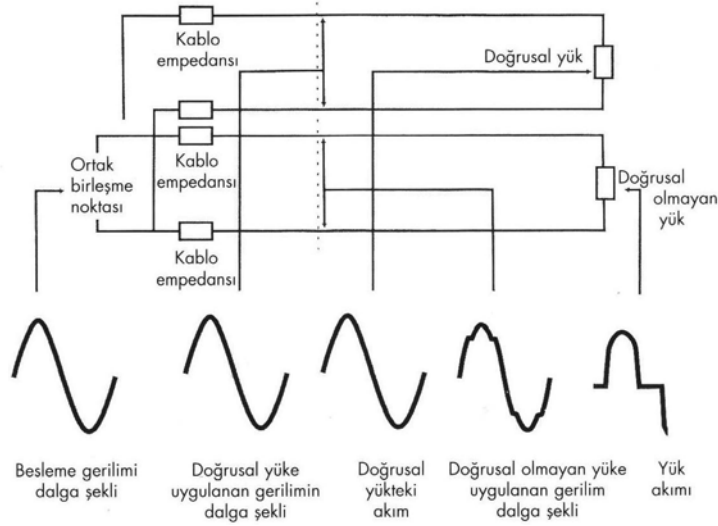 Kablo
empedansı
Doğrusal yük
Kablo
empedansı
Ortak
birleşme
noktası
Doğrusal
olmayan
yük
Kablo
empedansı
Besleme gerilimi
dalga şekli
Doğrusal yüke
uygulanan gerilimin
dalga şekli
Doğrusal
yükteki
akım
Doğrusal olmayan yüke
uygulanan gerilim
dalga şekli
Yük
akımı